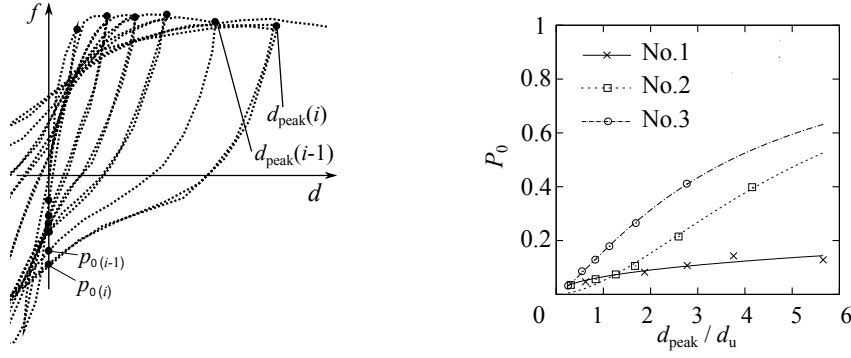 f
d_peak(i)
d_peak(i-1)
d
p_0 (i-1)
p_0 (i)
1
0.8
0.6
0.4
0.2
0
P_0
No.1
No.2
No.3
0 1 2 3 4 5 6
d_peak / d_u